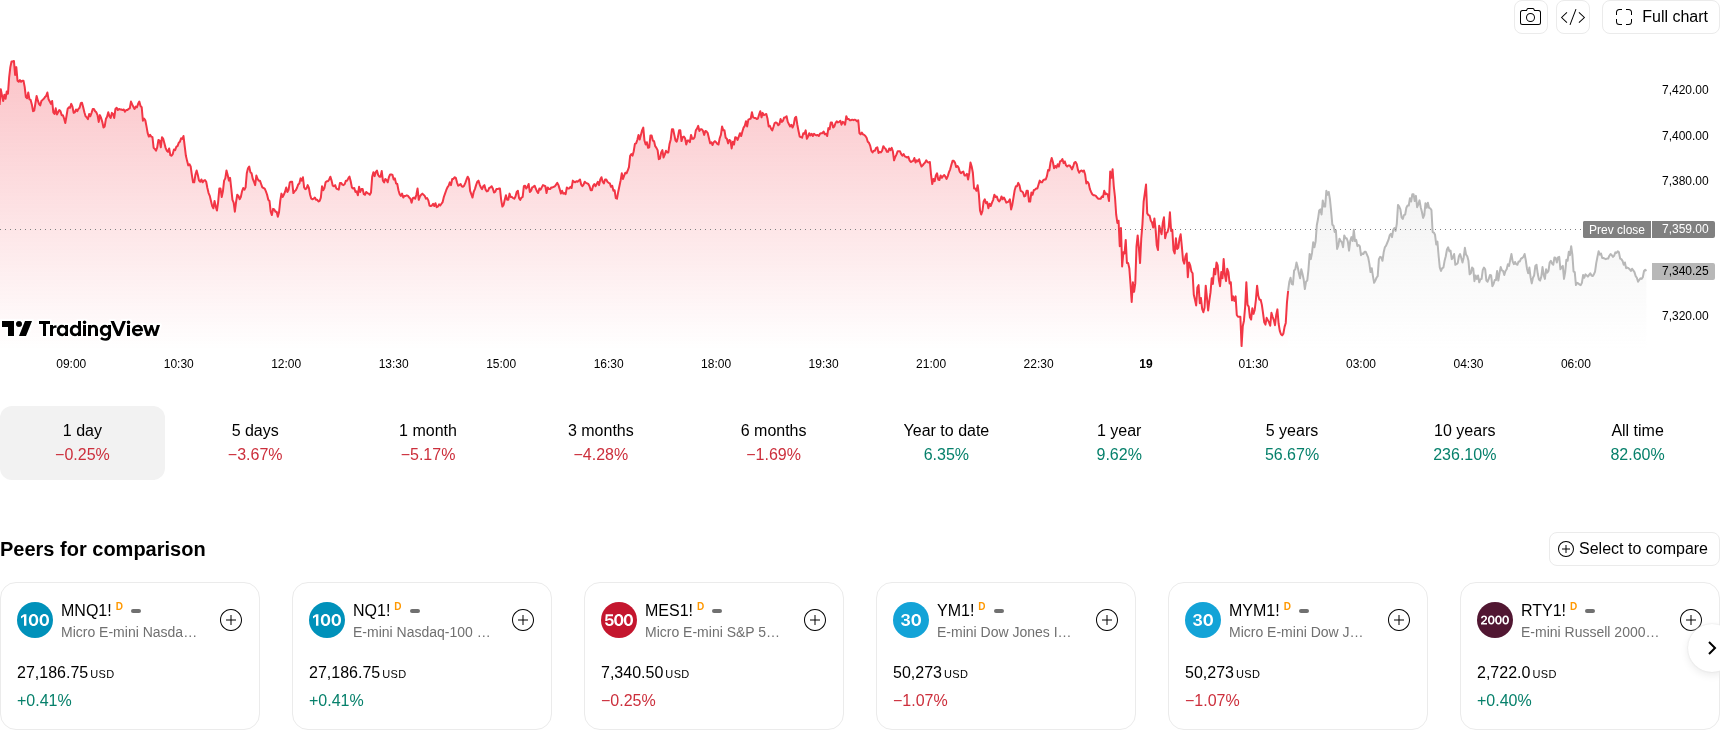 Full chart
7,420.00
7,400.00
7,380.00
Prev close 7,359.00
7,340.25
7,320.00
TradingView
09:00 10:30 12:00 13:30 15:00 16:30 18:00 19:30 21:00 22:30 19 01:30 03:00 04:30 06:00
1 day 5 days 1 month 3 months 6 months Year to date 1 year 5 years 10 years All time
−0.25% −3.67% −5.17% −4.28% −1.69% 6.35% 9.62% 56.67% 236.10% 82.60%
Peers for comparison
Select to compare
100 MNQ1! D
Micro E-mini Nasda…
27,186.75 USD
+0.41%
100 NQ1! D
E-mini Nasdaq-100 …
27,186.75 USD
+0.41%
500 MES1! D
Micro E-mini S&P 5…
7,340.50 USD
−0.25%
30 YM1! D
E-mini Dow Jones I…
50,273 USD
−1.07%
30 MYM1! D
Micro E-mini Dow J…
50,273 USD
−1.07%
2000 RTY1! D
E-mini Russell 2000…
2,722.0 USD
+0.40%